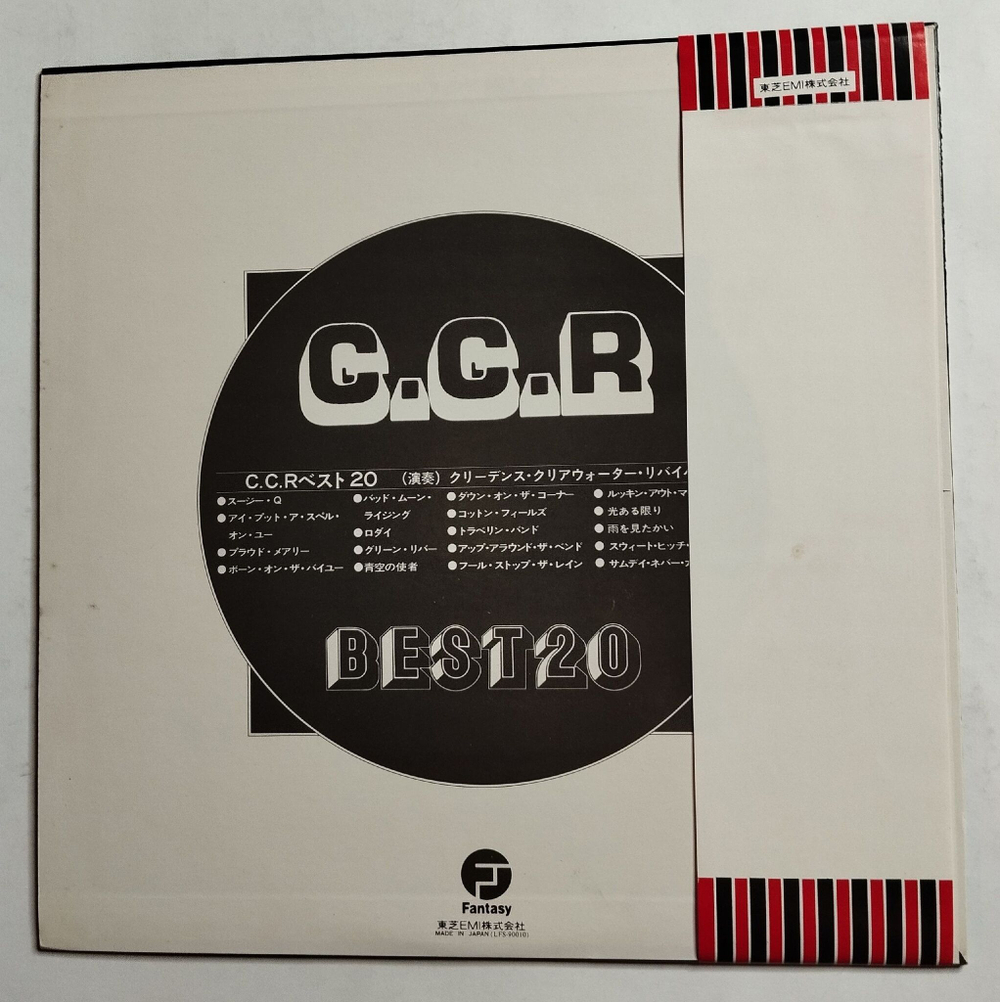 東芝EMI株式会社
C.C.R
C.C.Rベスト20 (演奏) クリーデンス・クリアウォーター・リバイ
●スージー・Q
●アイ・プット・ア・スペル・
オン・ユー
●プラウド・メアリー
●ボーン・オン・ザ・バイユー
●バッド・ムーン・
ライジング
●ロダイ
●グリーン・リバー
●青空の使者
●ダウン・オン・ザ・コーナー
●コットン・フィールズ
●トラベリン・バンド
●アップ・アラウンド・ザ・ベンド
●フール・ストップ・ザ・レイン
●ルッキン・アウト・マ
●光ある限り
●雨を見たかい
●スウィート・ヒッチ・
●サムデイ・ネバー・
BEST20
Fantasy
東芝EMI株式会社
MADE IN JAPAN (LFS-90010)